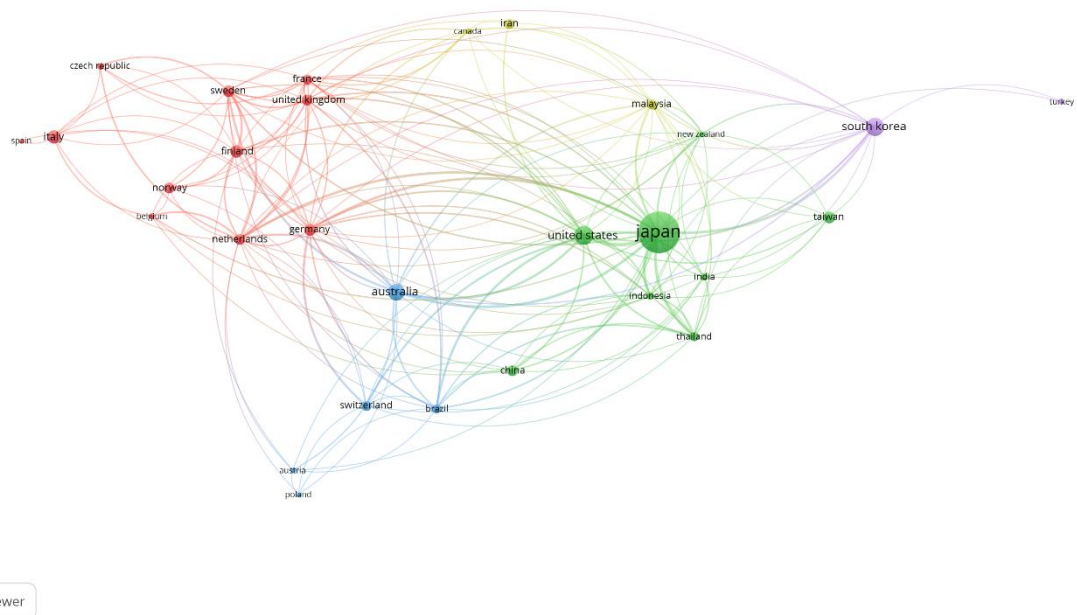 iran
canada
czech republic
france
sweden
united kingdom
malaysia
turkey
south korea
new zealand
italy
spain
finland
norway
belgium
taiwan
germany
netherlands
united states
japan
india
australia
indonesia
thailand
china
switzerland
brazil
austria
poland
ewer